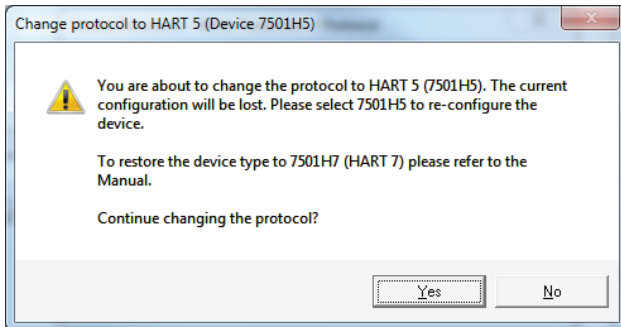 Change protocol to HART 5 (Device 7501H5)
You are about to change the protocol to HART 5 (7501H5). The current
configuration will be lost. Please select 7501H5 to re-configure the
device.
To restore the device type to 7501H7 (HART 7) please refer to the
Manual.
Continue changing the protocol?
Yes
No